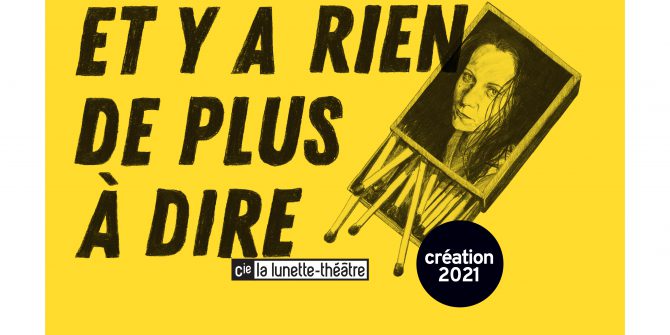 ET Y A RIEN
DE PLUS
À DIRE
cie la lunette-théâtre
création
2021